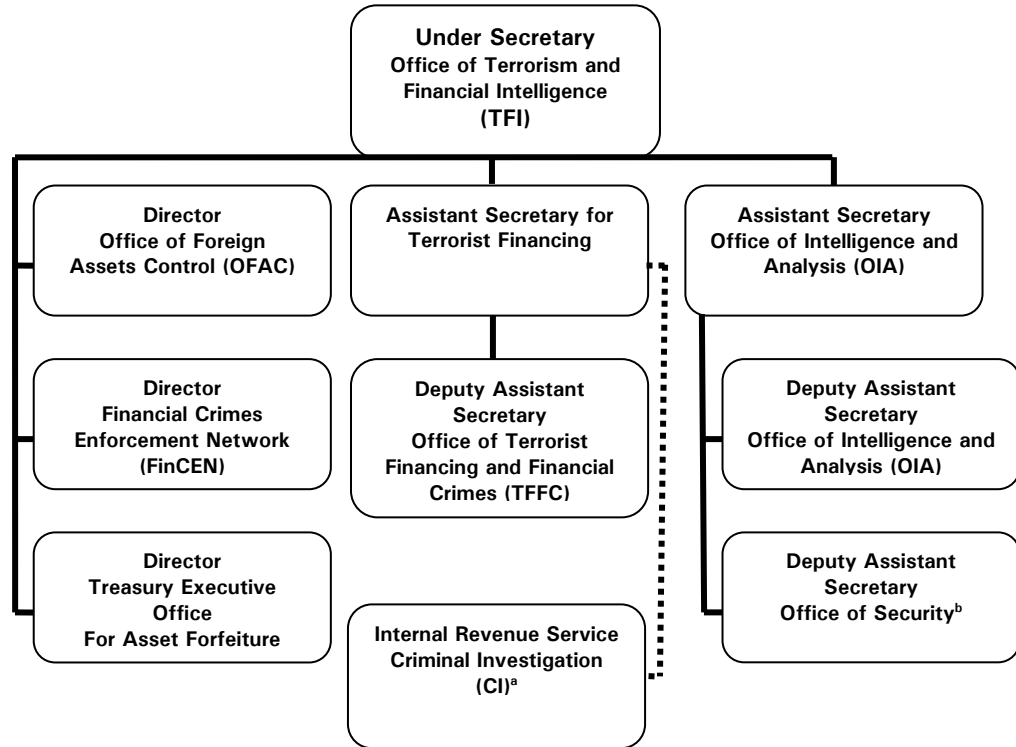 Under Secretary
Office of Terrorism and
Financial Intelligence
(TFI)
Director
Office of Foreign
Assets Control (OFAC)
Assistant Secretary for
Terrorist Financing
Assistant Secretary
Office of Intelligence and
Analysis (OIA)
Director
Financial Crimes
Enforcement Network
(FinCEN)
Deputy Assistant
Secretary
Office of Terrorist
Financing and Financial
Crimes (TFFC)
Deputy Assistant
Secretary
Office of Intelligence and
Analysis (OIA)
Director
Treasury Executive
Office
For Asset Forfeiture
Internal Revenue Service
Criminal Investigation
(CI)ᵃ
Deputy Assistant
Secretary
Office of Securityᵇ